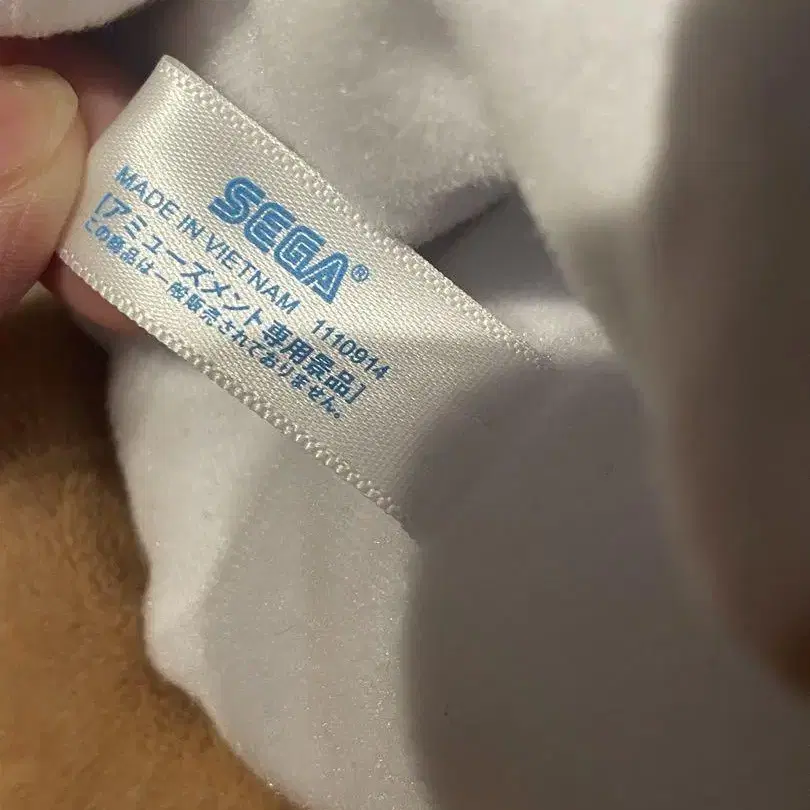 SEGA®
MADE IN VIETNAM 1110914
[アミューズメント専用景品]
この商品は一般販売されておりません。